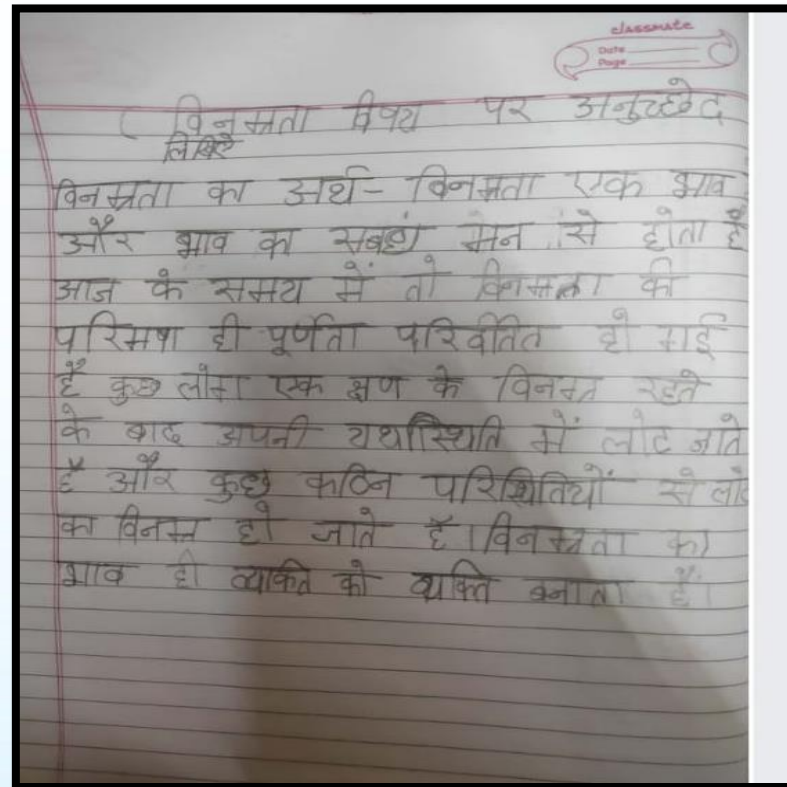 classmate
Date
Page
( विनम्रता विषय पर अनुच्छेद
लिखिए
विनम्रता का अर्थ- विनम्रता एक भाव
और भाव का सबधं मन से होता है
आज के समय में तो विनम्रता की
परिभषा ही पूर्णता परिवर्तित हो गई
है कुछ लोग एक क्षण के विनम्र रहते
के बाद अपनी यथास्थिति में लोट जाते
है और कुछ कठिन परिस्थितियों से
का विनम्र हो जाते है। विनम्रता का
भाव ही व्यक्ति को व्यक्ति बनाता है।